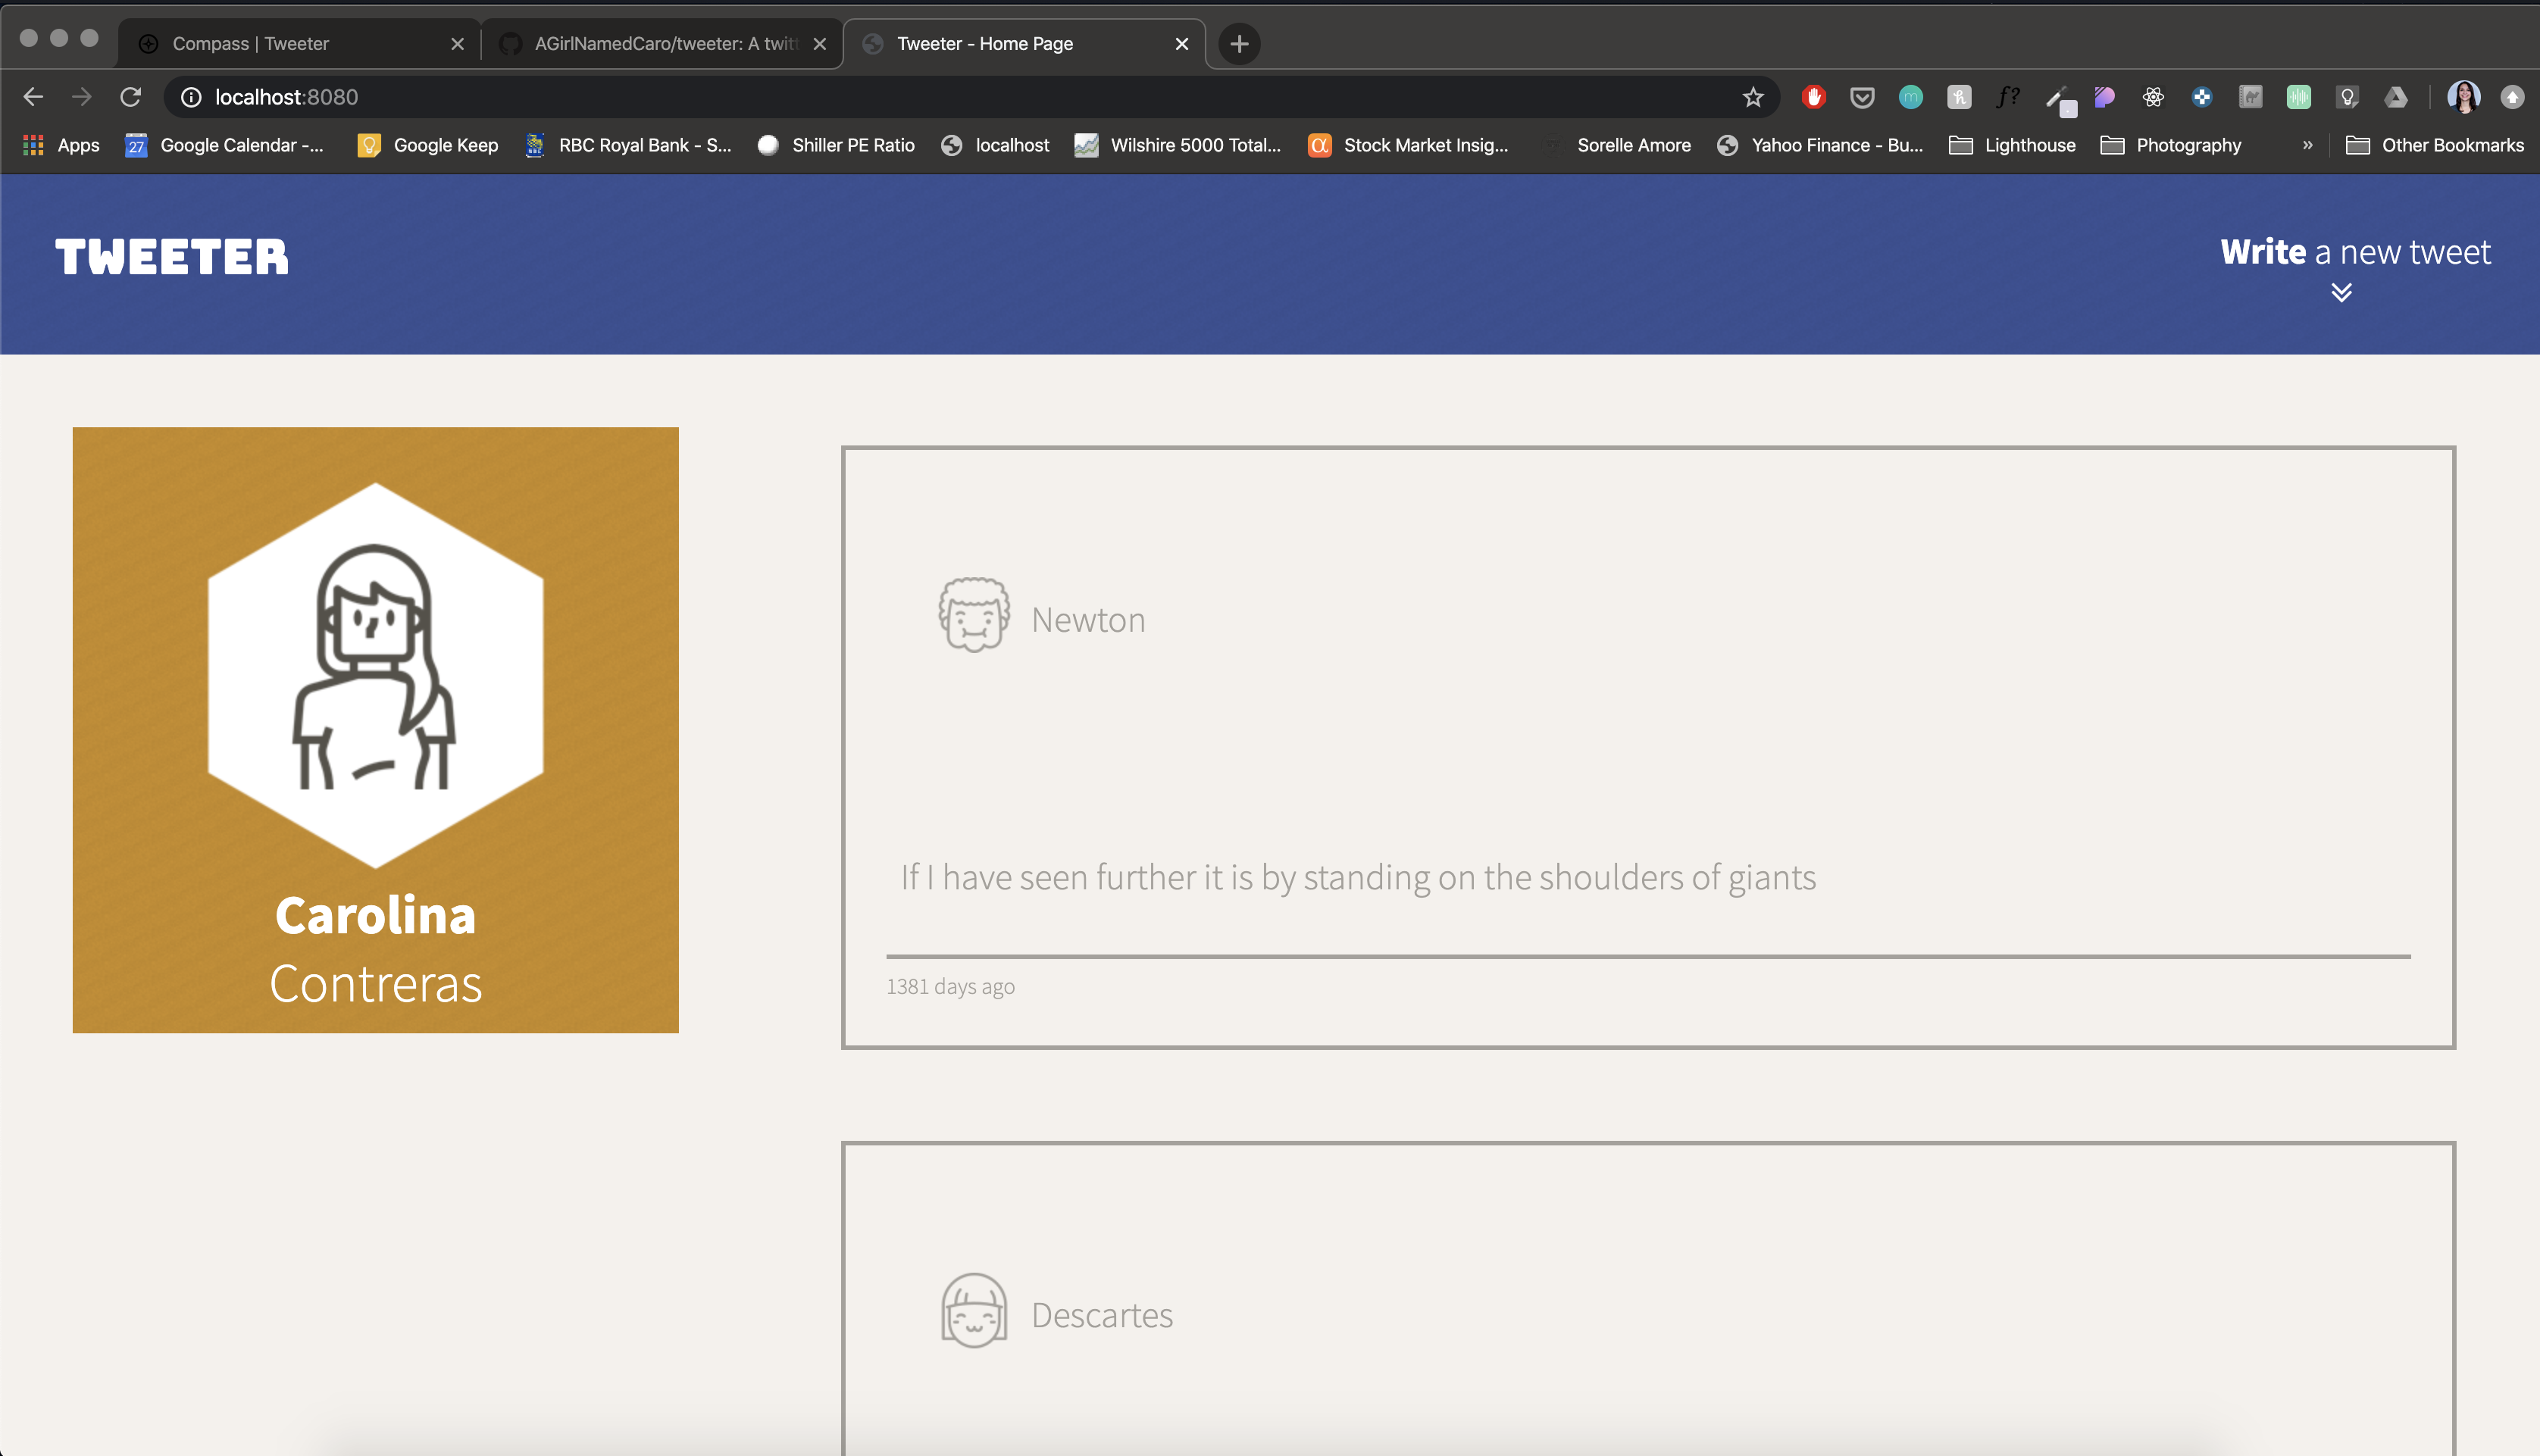 Compass | Tweeter
AGirlNamedCaro/tweeter: A twitt
Tweeter - Home Page
localhost:8080
Apps
Google Calendar -...
Google Keep
RBC Royal Bank - S...
Shiller PE Ratio
localhost
Wilshire 5000 Total...
Stock Market Insig...
Sorelle Amore
Yahoo Finance - Bu...
Lighthouse
Photography
»
Other Bookmarks
TWEETER
Write a new tweet
Carolina
Contreras
Newton
If I have seen further it is by standing on the shoulders of giants
1381 days ago
Descartes